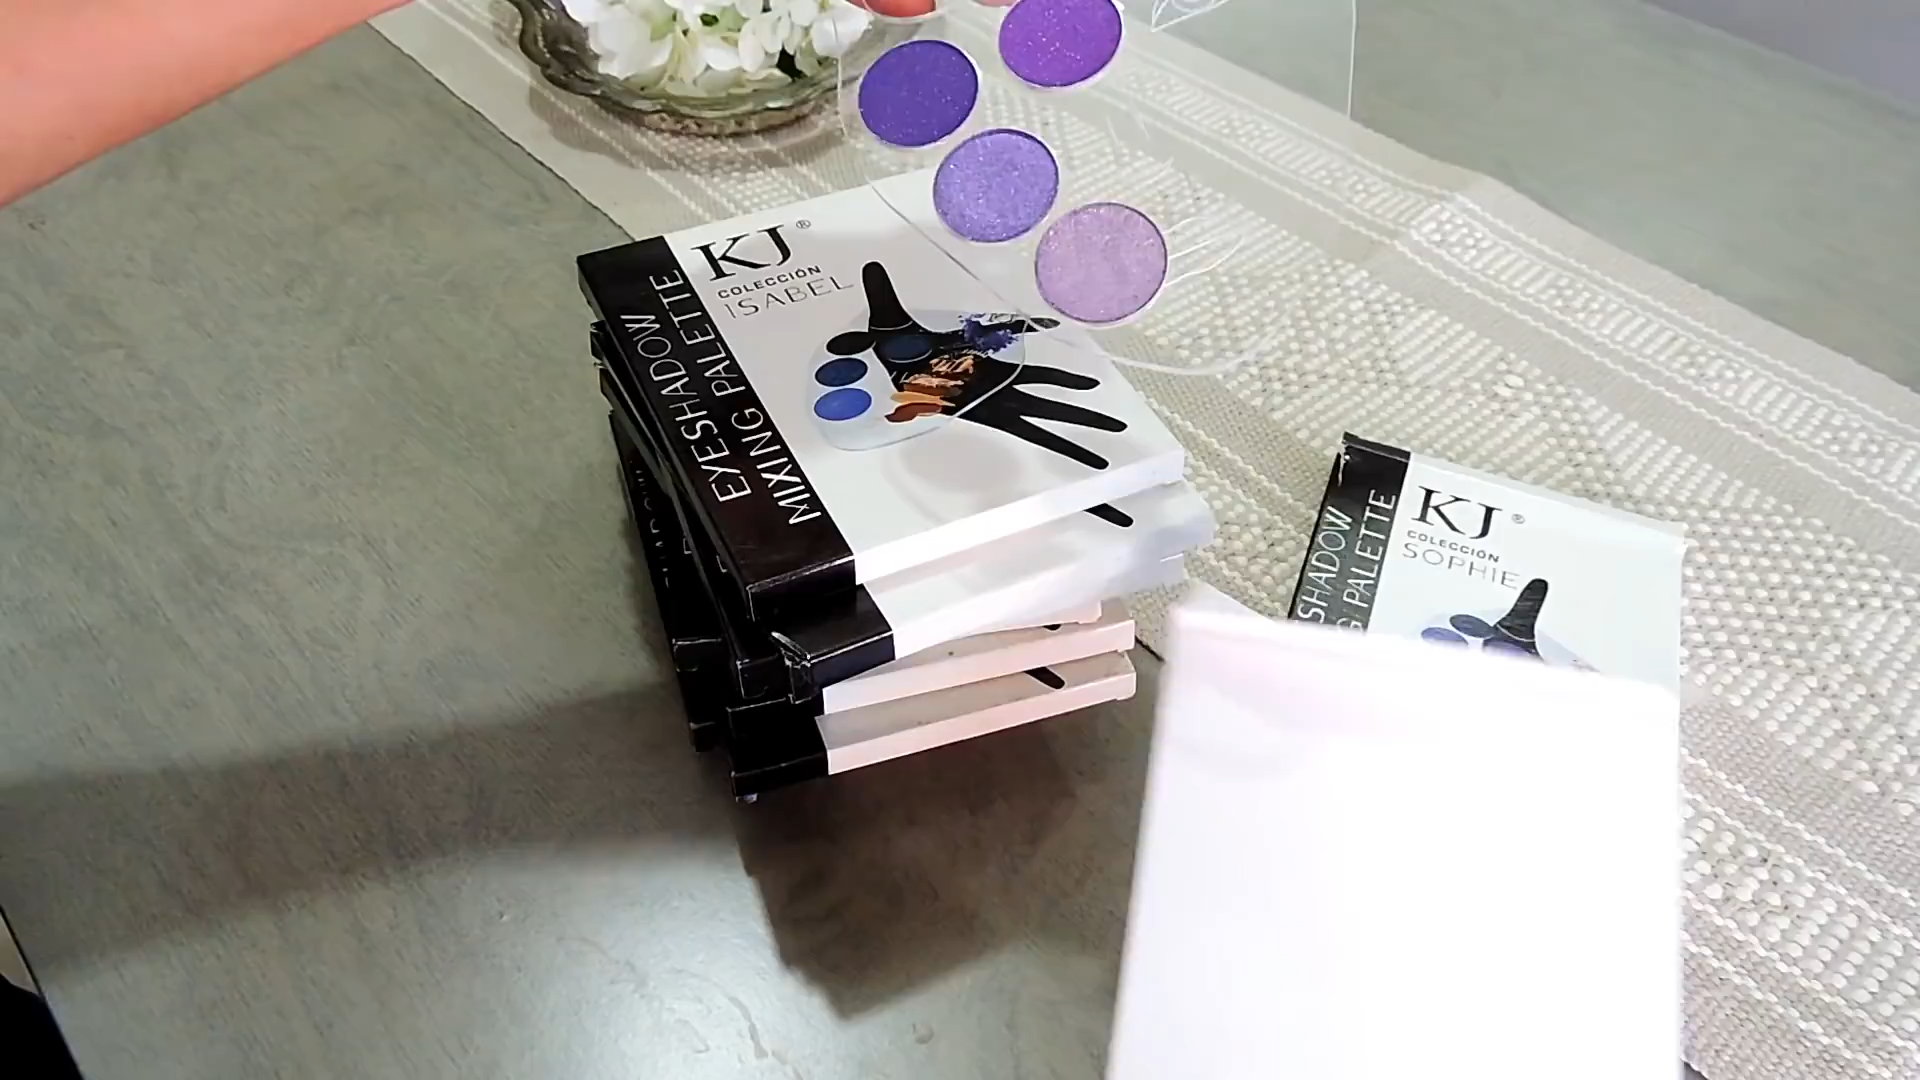 KJ®
COLECCIÓN
ISABEL
EYESHADOW
MIXING PALETTE
KJ®
COLECCIÓN
SOPHIE
SHADOW
G PALETTE